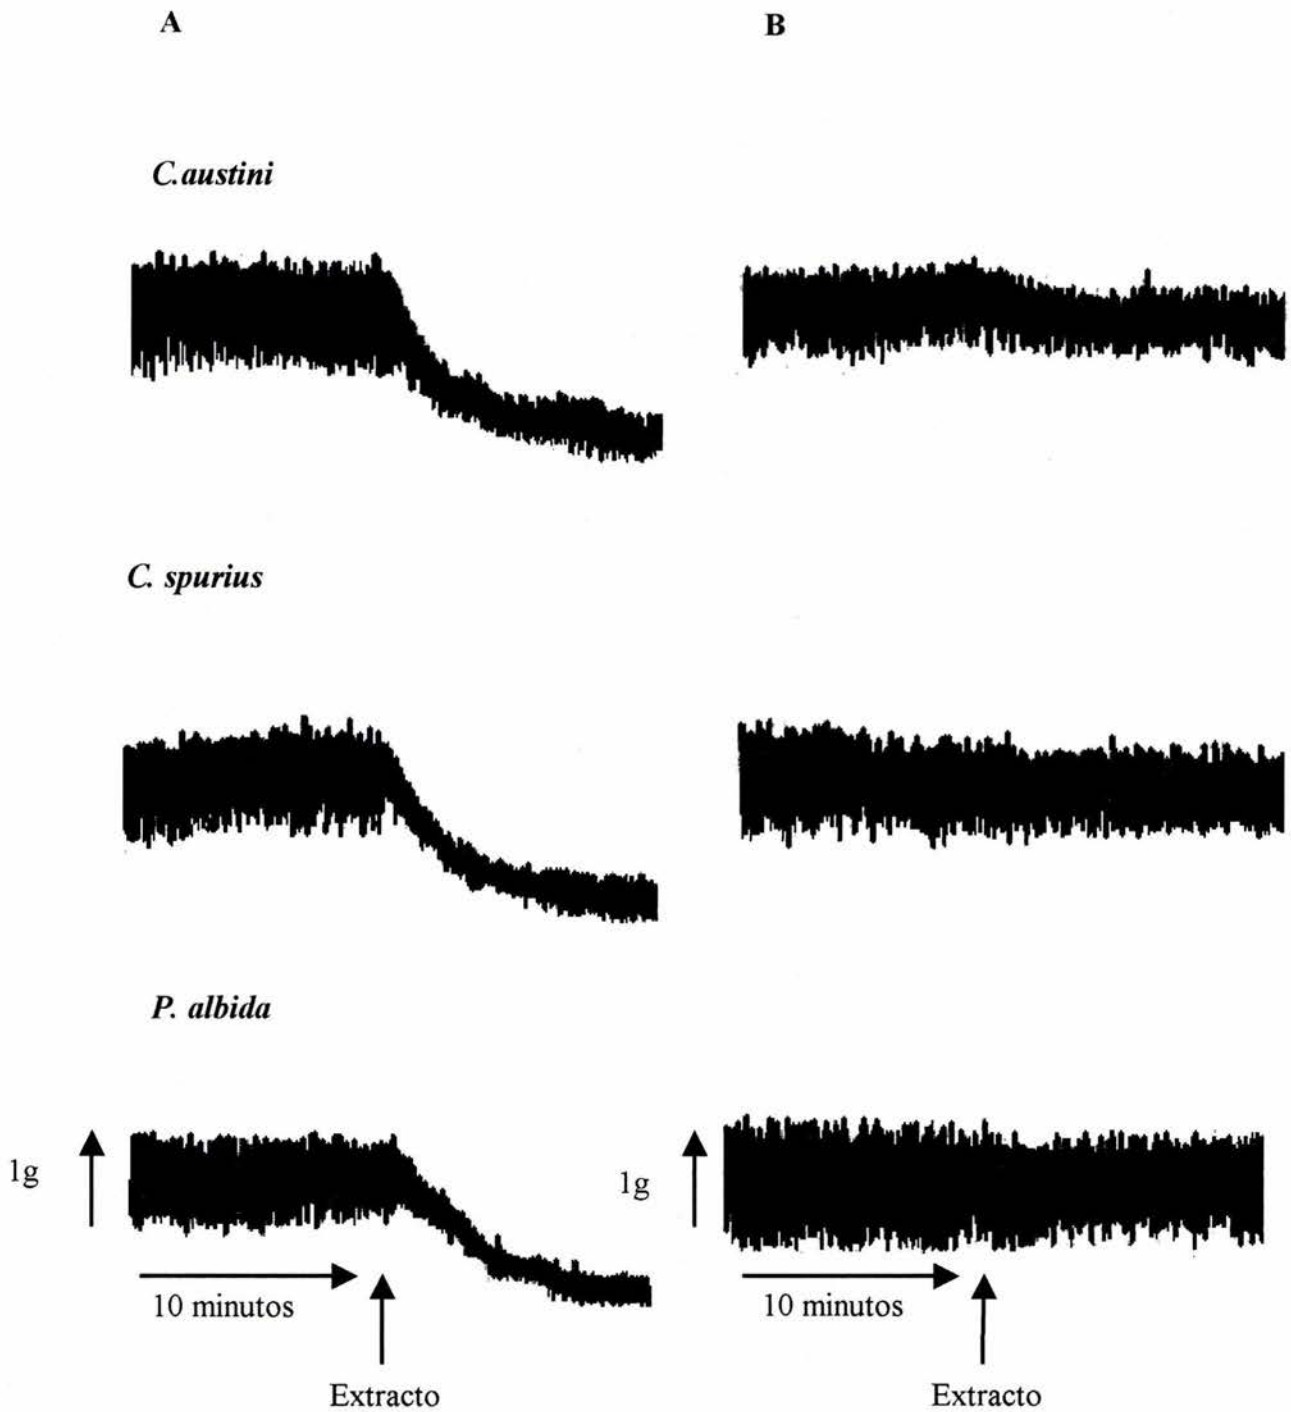 A
B
C.austini
C. spurius
P. albida
1g
1g
10 minutos
10 minutos
Extracto
Extracto